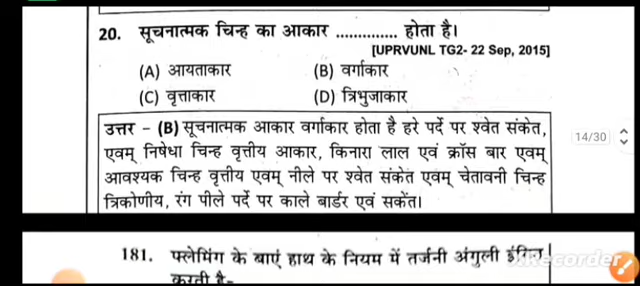 20. सूचनात्मक चिन्ह का आकार .............. होता है।
[UPRVUNL TG2- 22 Sep, 2015]
(A) आयताकार (B) वर्गाकार
(C) वृत्ताकार (D) त्रिभुजाकार
उत्तर – (B) सूचनात्मक आकार वर्गाकार होता है हरे पर्दे पर श्वेत संकेत,
एवम् निषेधा चिन्ह वृत्तीय आकार, किनारा लाल एवं क्रॉस बार एवम्
आवश्यक चिन्ह वृत्तीय एवम् नीले पर श्वेत संकेत एवम् चेतावनी चिन्ह
त्रिकोणीय, रंग पीले पर्दे पर काले बार्डर एवं सकेंत।
14/30
181. फ्लेमिंग के बाएं हाथ के नियम में तर्जनी अंगुली इंगित
करती है-